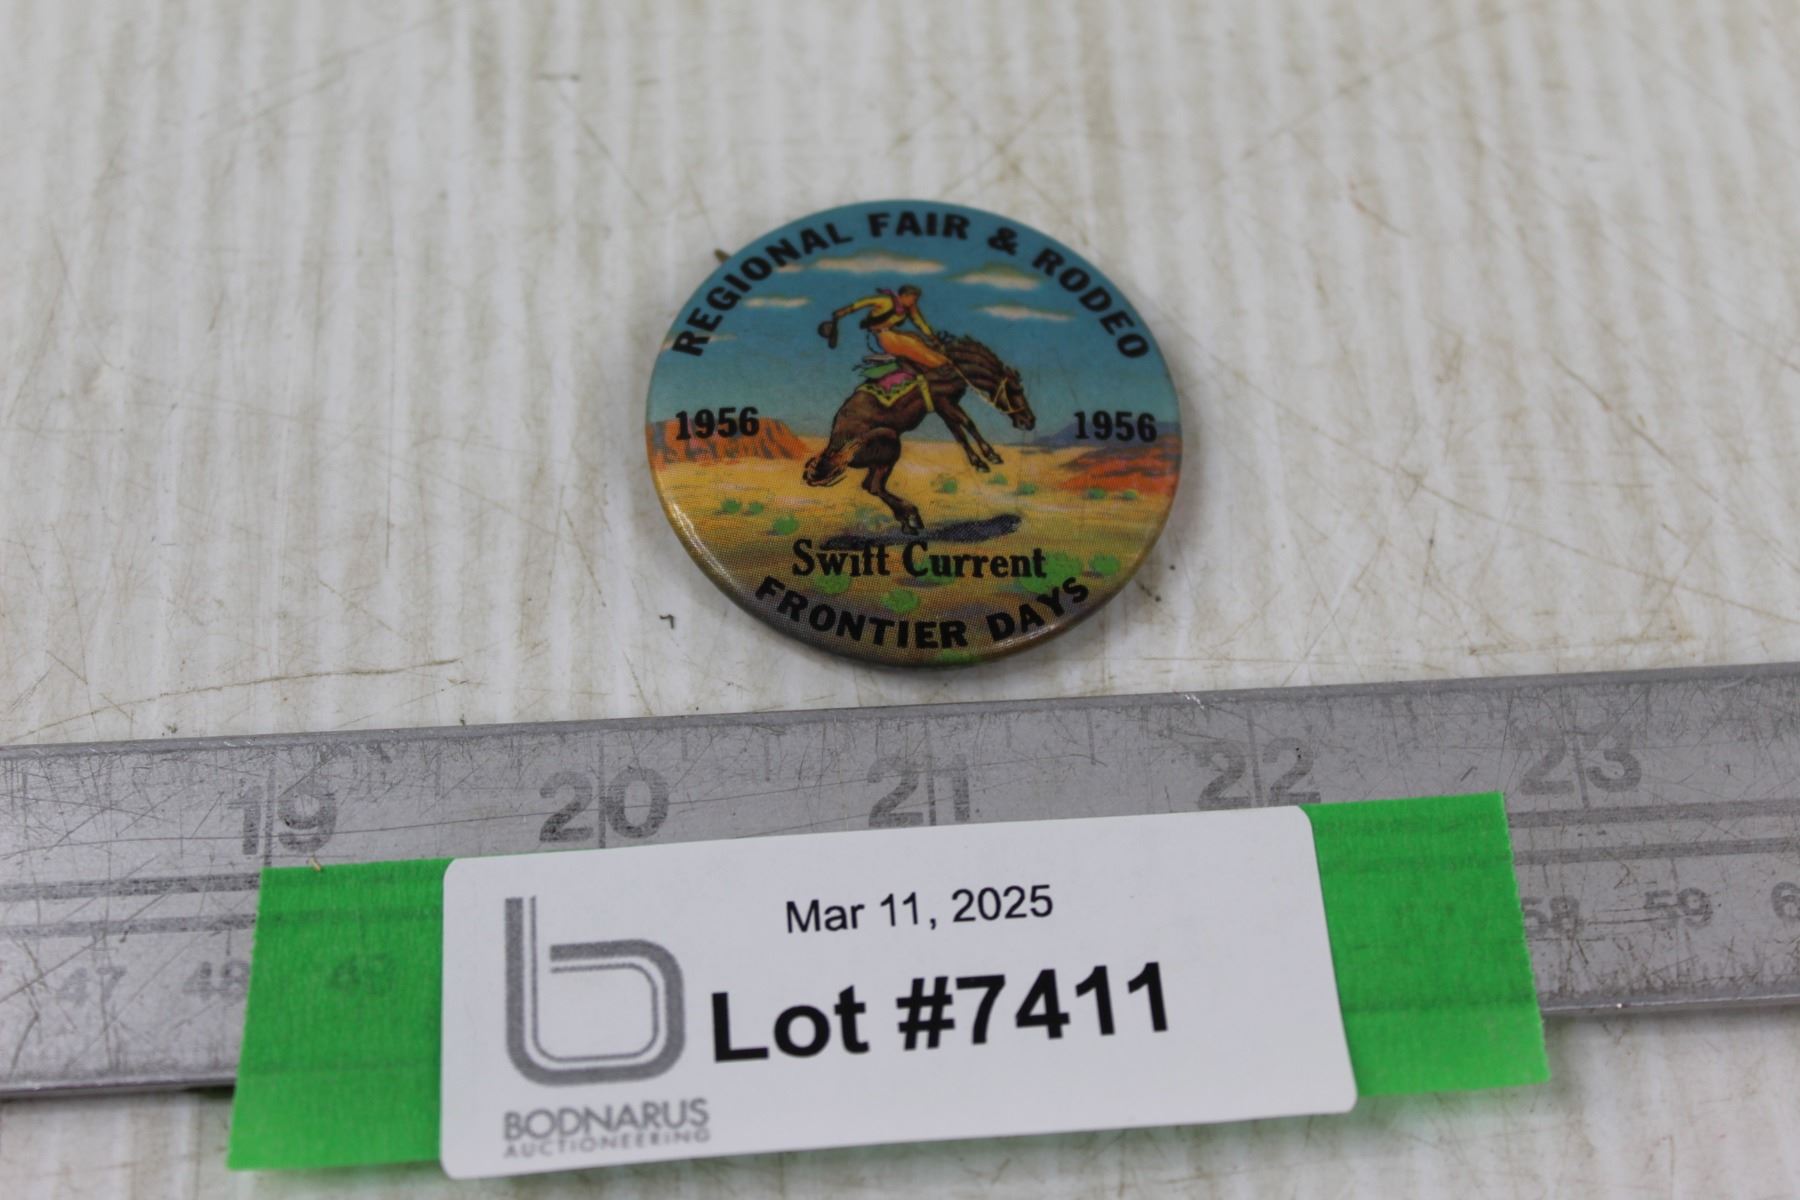 REGIONAL FAIR & RODEO
1956 1956
Swift Current
FRONTIER DAYS
19 20 21 22 23
47 48 49 58 59
Mar 11, 2025
Lot #7411
BODNARUS
AUCTIONEERING